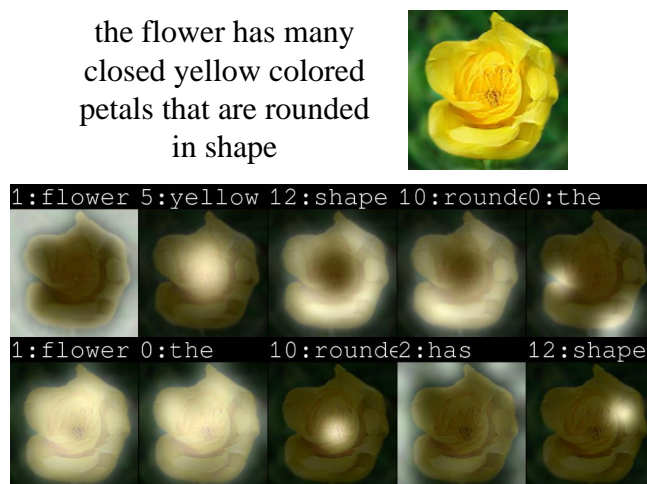 the flower has many
closed yellow colored
petals that are rounded
in shape
1:flower 5:yellow 12:shape 10:rounde0:the
1:flower 0:the 10:rounde2:has 12:shape